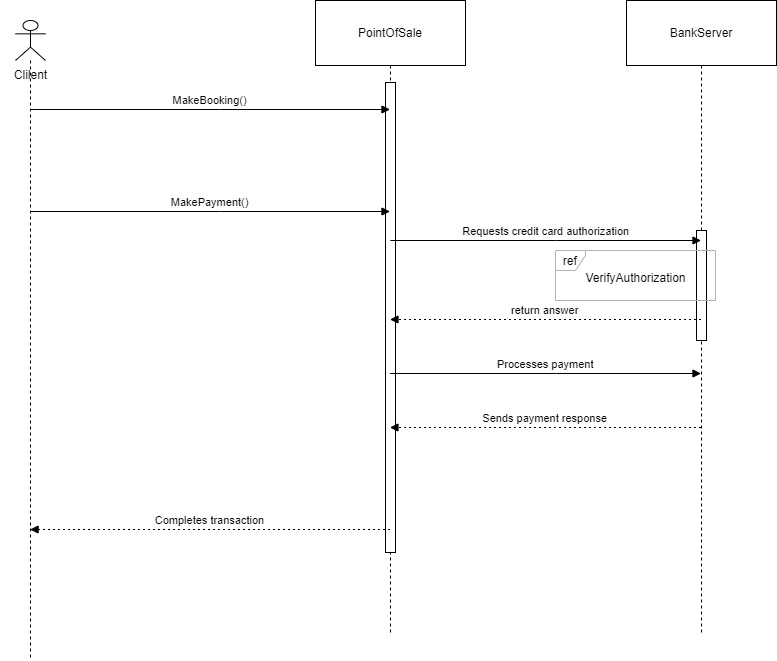 PointOfSale
BankServer
Client
MakeBooking()
MakePayment()
Requests credit card authorization
ref
VerifyAuthorization
return answer
Processes payment
Sends payment response
Completes transaction